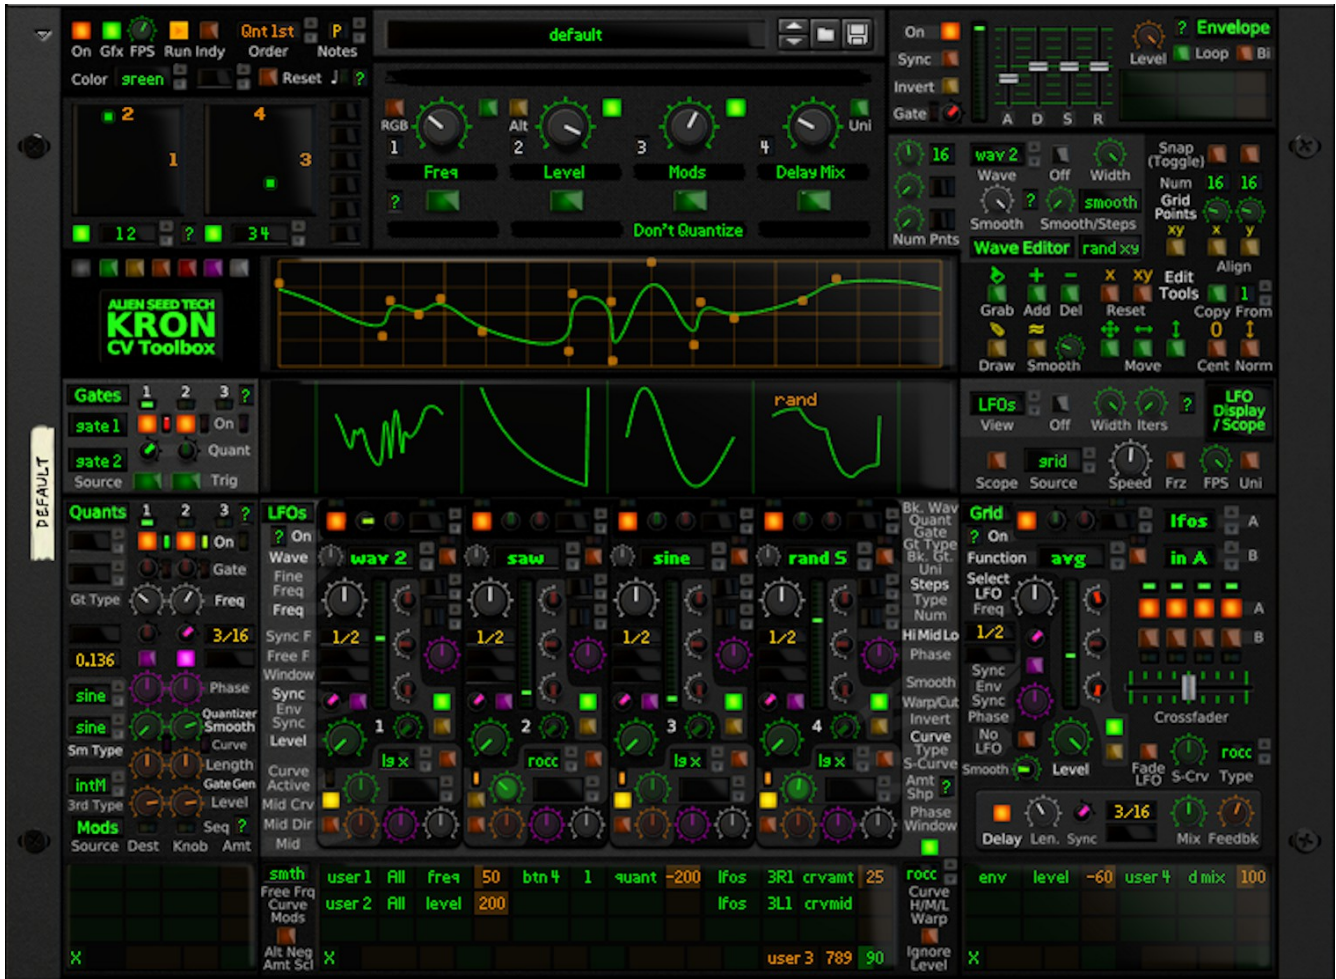 On Gfx FPS Run Indy Qnt 1st Order P Notes
Color green Reset ?
default
2 4
1 3
12 ? 34
RGB Alt Uni
1 2 3 4
Freq Level Mods Delay Mix
?
Don't Quantize
On
Sync
Invert
Gate
A D S R
Level ? Envelope
Loop Bi
16 wav 2
Wave Off Width
Smooth ? smooth
Smooth/Steps
Num Pnts
Snap (Toggle)
Num 16 16
Grid Points
xy x y
Align
Wave Editor rand xy
x xy Edit Tools 1
Grab Add Del Reset Copy From
0
Draw Smooth Move Cent Norm
ALIEN SEED TECH
KRON
CV Toolbox
DEFAULT
Gates 1 2 3 ?
gate 1 On
gate 2 Quant
Source Trig
rand
LFOs
View Off Width Iters ?
LFO Display / Scope
grid
Scope Source Speed Frz FPS Uni
Quants 1 2 3 ?
On
Gate
Gt Type Freq
3/16
0.136
sine Phase
sine Quantizer Smooth
Sm Type Curve
Length
intM Gate Gen
3rd Type Level
Mods Seq ?
Source Dest Knob Amt
X
LFOs
? On
Wave
Fine Freq
Freq
Sync F
Free F
Window
Sync
Env Sync
Level
Curve Active
Mid Crv
Mid Dir
Mid
wav 2 saw sine rand S
1/2 1/2 1/2 1/2
1 2 3 4
lg x rocc lg x lg x
Bk. Wav
Quant
Gate
Gt Type
Bk. Gt.
Uni
Steps
Type
Num
Hi Mid Lo
Phase
Smooth
Warp/Cut
Invert
Curve
Type
S-Curve
Amt Shp ?
Phase Window
Grid lfos A
? On
Function avg in A B
Select LFO
Freq
1/2
A
B
Sync
Env Sync
Phase
No LFO
Smooth Level
Crossfader
Fade LFO S-Crv rocc Type
3/16
Delay Len. Sync Mix Feedbk
smth
Free Frq Curve Mods
Alt Neg Amt Scl
user 1 All freq 50 btn 4 1 quant -200 lfos 3R1 crvamt 25
user 2 All level 200 lfos 3L1 crvmid
X user 3 789 90
rocc
Curve H/M/L Warp
Ignore Level
env level -60 user 4 d mix 100
X